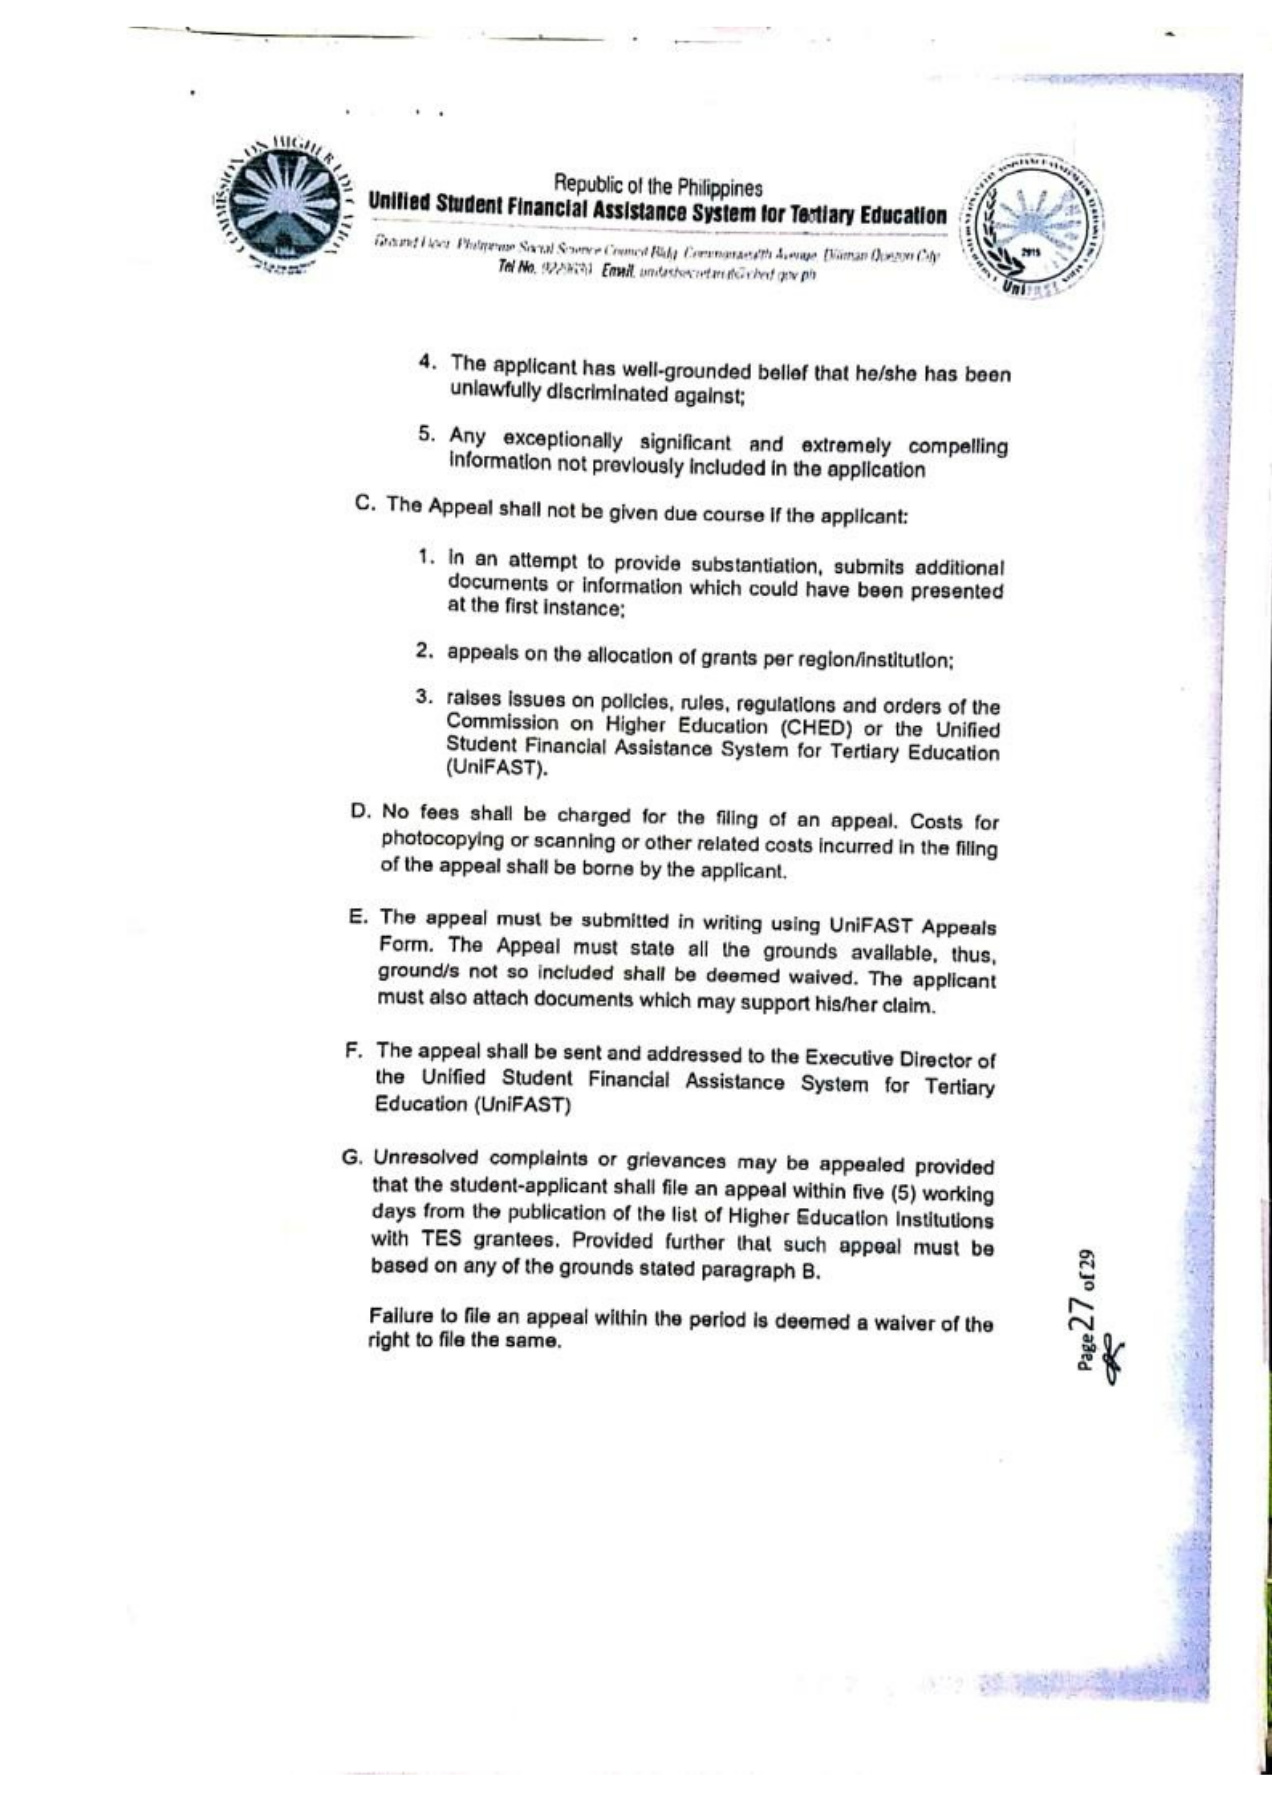 COMMISSION ON HIGHER EDUCATION
Republic of the Philippines
Unified Student Financial Assistance System for Tertiary Education
Ground Floor Philippine Social Science Council Bldg Commonwealth Avenue Diliman Quezon City
Tel No. Email.
2015
UniFAST
4. The applicant has well-grounded belief that he/she has been
unlawfully discriminated against;
5. Any exceptionally significant and extremely compelling
information not previously included in the application
C. The Appeal shall not be given due course if the applicant:
1. In an attempt to provide substantiation, submits additional
documents or information which could have been presented
at the first instance;
2. appeals on the allocation of grants per region/institution;
3. raises issues on policies, rules, regulations and orders of the
Commission on Higher Education (CHED) or the Unified
Student Financial Assistance System for Tertiary Education
(UniFAST).
D. No fees shall be charged for the filing of an appeal. Costs for
photocopying or scanning or other related costs incurred in the filing
of the appeal shall be borne by the applicant.
E. The appeal must be submitted in writing using UniFAST Appeals
Form. The Appeal must state all the grounds available, thus,
ground/s not so included shall be deemed waived. The applicant
must also attach documents which may support his/her claim.
F. The appeal shall be sent and addressed to the Executive Director of
the Unified Student Financial Assistance System for Tertiary
Education (UniFAST)
G. Unresolved complaints or grievances may be appealed provided
that the student-applicant shall file an appeal within five (5) working
days from the publication of the list of Higher Education Institutions
with TES grantees. Provided further that such appeal must be
based on any of the grounds stated paragraph B.
Failure to file an appeal within the period is deemed a waiver of the
right to file the same.
Page 27 of 29